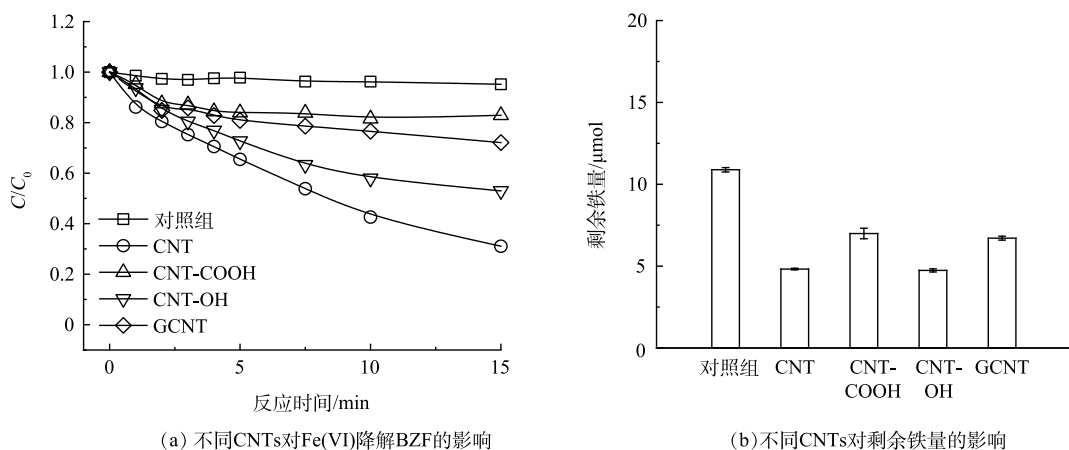 1.2
1.0
0.8
0.6
0.4
0.2
0
C/C₀
对照组
CNT
CNT-COOH
CNT-OH
GCNT
0
5
10
15
反应时间/min
(a) 不同CNTs对Fe(VI)降解BZF的影响
20
15
10
5
0
剩余铁量/μmol
对照组
CNT
CNT-
COOH
CNT-
OH
GCNT
(b)不同CNTs对剩余铁量的影响